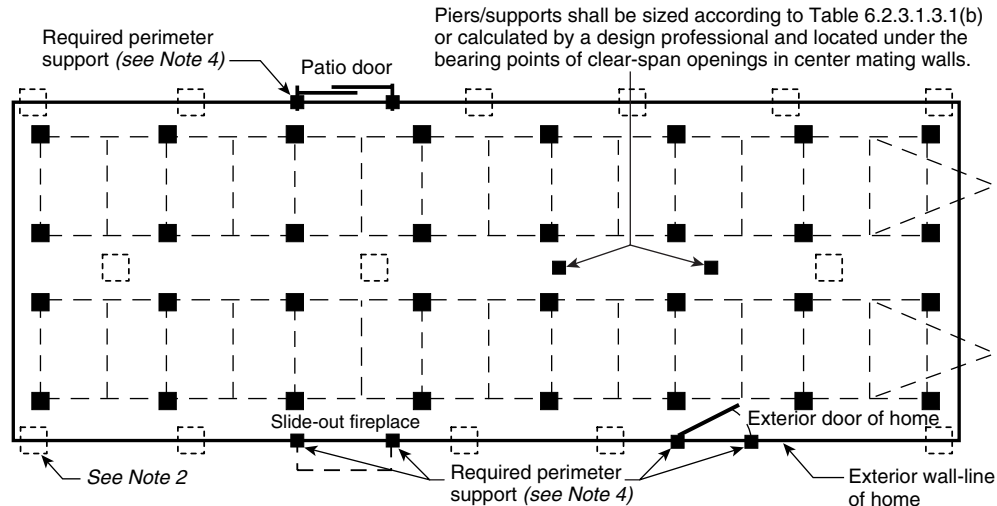 Piers/supports shall be sized according to Table 6.2.3.1.3.1(b)
or calculated by a design professional and located under the
bearing points of clear-span openings in center mating walls.
Required perimeter
support (see Note 4)
Patio door
Slide-out fireplace
Exterior door of home
See Note 2
Required perimeter
support (see Note 4)
Exterior wall-line
of home